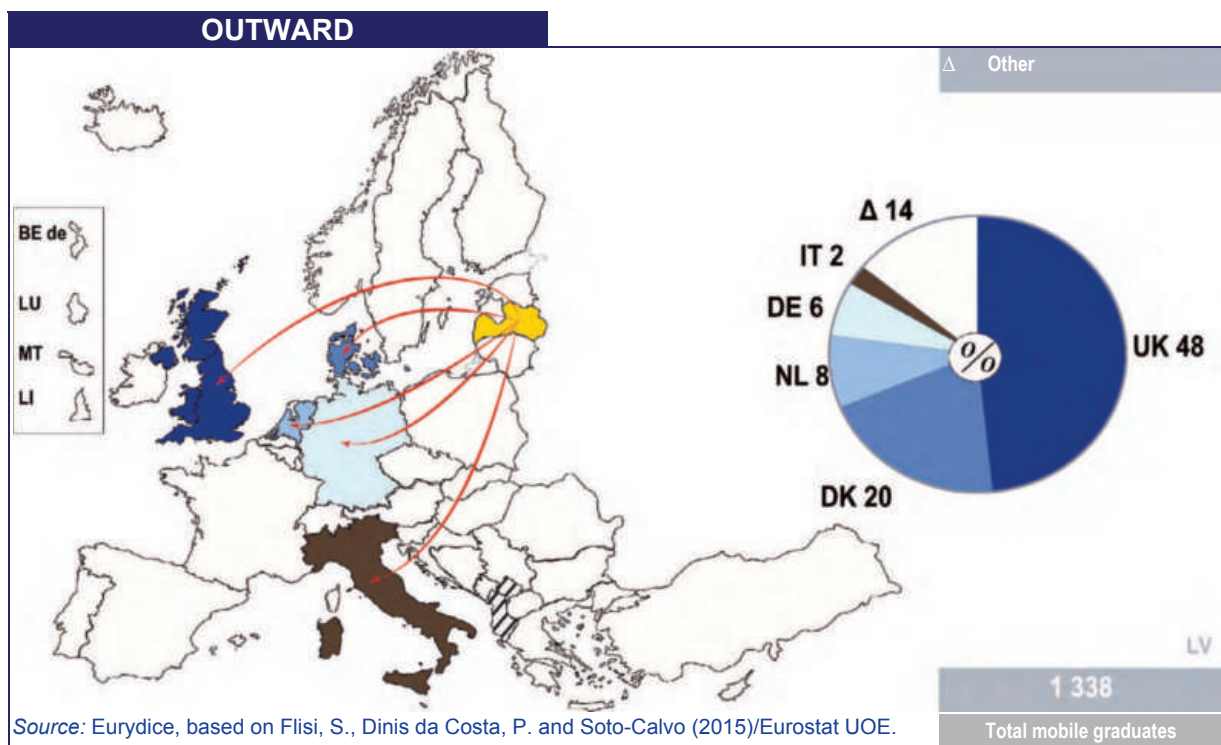 OUTWARD
Δ Other
BE de
LU
MT
LI
Δ 14
IT 2
DE 6
NL 8
DK 20
UK 48
%
LV
1 338
Total mobile graduates
Source: Eurydice, based on Flisi, S., Dinis da Costa, P. and Soto-Calvo (2015)/Eurostat UOE.